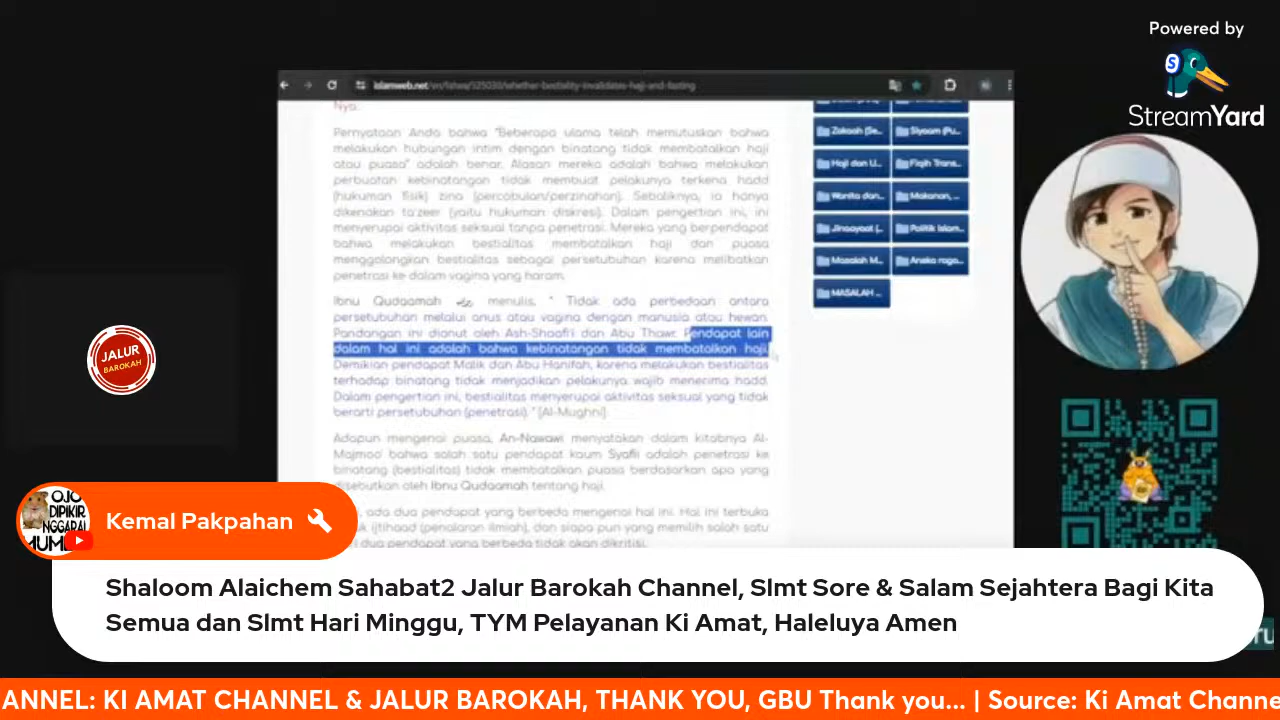 Powered by
StreamYard
islamweb.net/en/fatwa/125030/whether-bestiality-invalidates-hajj-and-fasting
Nya.
Pernyataan Anda bahwa "Beberapa ulama telah memutuskan bahwa
melakukan hubungan intim dengan binatang tidak membatalkan haji
atau puasa" adalah benar. Alasan mereka adalah bahwa melakukan
perbuatan kebinatangan tidak membuat pelakunya terkena hadd
(hukuman fisik) zina (percabulan/perzinahan). Sebaliknya, ia hanya
dikenakan ta'zeer (yaitu hukuman diskresi). Dalam pengertian ini, ini
menyerupai aktivitas seksual tanpa penetrasi. Mereka yang berpendapat
bahwa melakukan bestialitas membatalkan haji dan puasa
menggolongkan bestialitas sebagai persetubuhan karena melibatkan
penetrasi ke dalam vagina yang haram.
Ibnu Qudaamah menulis, " Tidak ada perbedaan antara
persetubuhan melalui anus atau vagina dengan manusia atau hewan.
Pandangan ini dianut oleh Ash-Shaafi'i dan Abu Thawr. Pendapat lain
dalam hal ini adalah bahwa kebinatangan tidak membatalkan haji.
Demikian pendapat Malik dan Abu Hanifah, karena melakukan bestialitas
terhadap binatang tidak menjadikan pelakunya wajib menerima hadd.
Dalam pengertian ini, bestialitas menyerupai aktivitas seksual yang tidak
berarti persetubuhan (penetrasi). " [Al-Mughni]
Adapun mengenai puasa, An-Nawawi menyatakan dalam kitabnya Al-
Majmoo' bahwa salah satu pendapat kaum Syafii adalah penetrasi ke
binatang (bestialitas) tidak membatalkan puasa berdasarkan apa yang
disebutkan oleh Ibnu Qudaamah tentang haji.
ada dua pendapat yang berbeda mengenai hal ini. Hal ini terbuka
ijtihaad (penalaran ilmiah), dan siapa pun yang memilih salah satu
dua pendapat yang berbeda tidak akan dikritisi.
Zakaah (Se... Siyaam (Pu...
Haji dan U... Fiqih Trans...
Wanita dan... Makanan, ...
Jinaayaat (... Politik Islam...
Masalah M... Aneka raga...
MASALAH ...
JALUR
BAROKAH
OJO
DIPIKIR
NGGARAI
MUMET
Kemal Pakpahan
Shaloom Alaichem Sahabat2 Jalur Barokah Channel, Slmt Sore & Salam Sejahtera Bagi Kita
Semua dan Slmt Hari Minggu, TYM Pelayanan Ki Amat, Haleluya Amen
ANNEL: KI AMAT CHANNEL & JALUR BAROKAH, THANK YOU, GBU Thank you... | Source: Ki Amat Channe